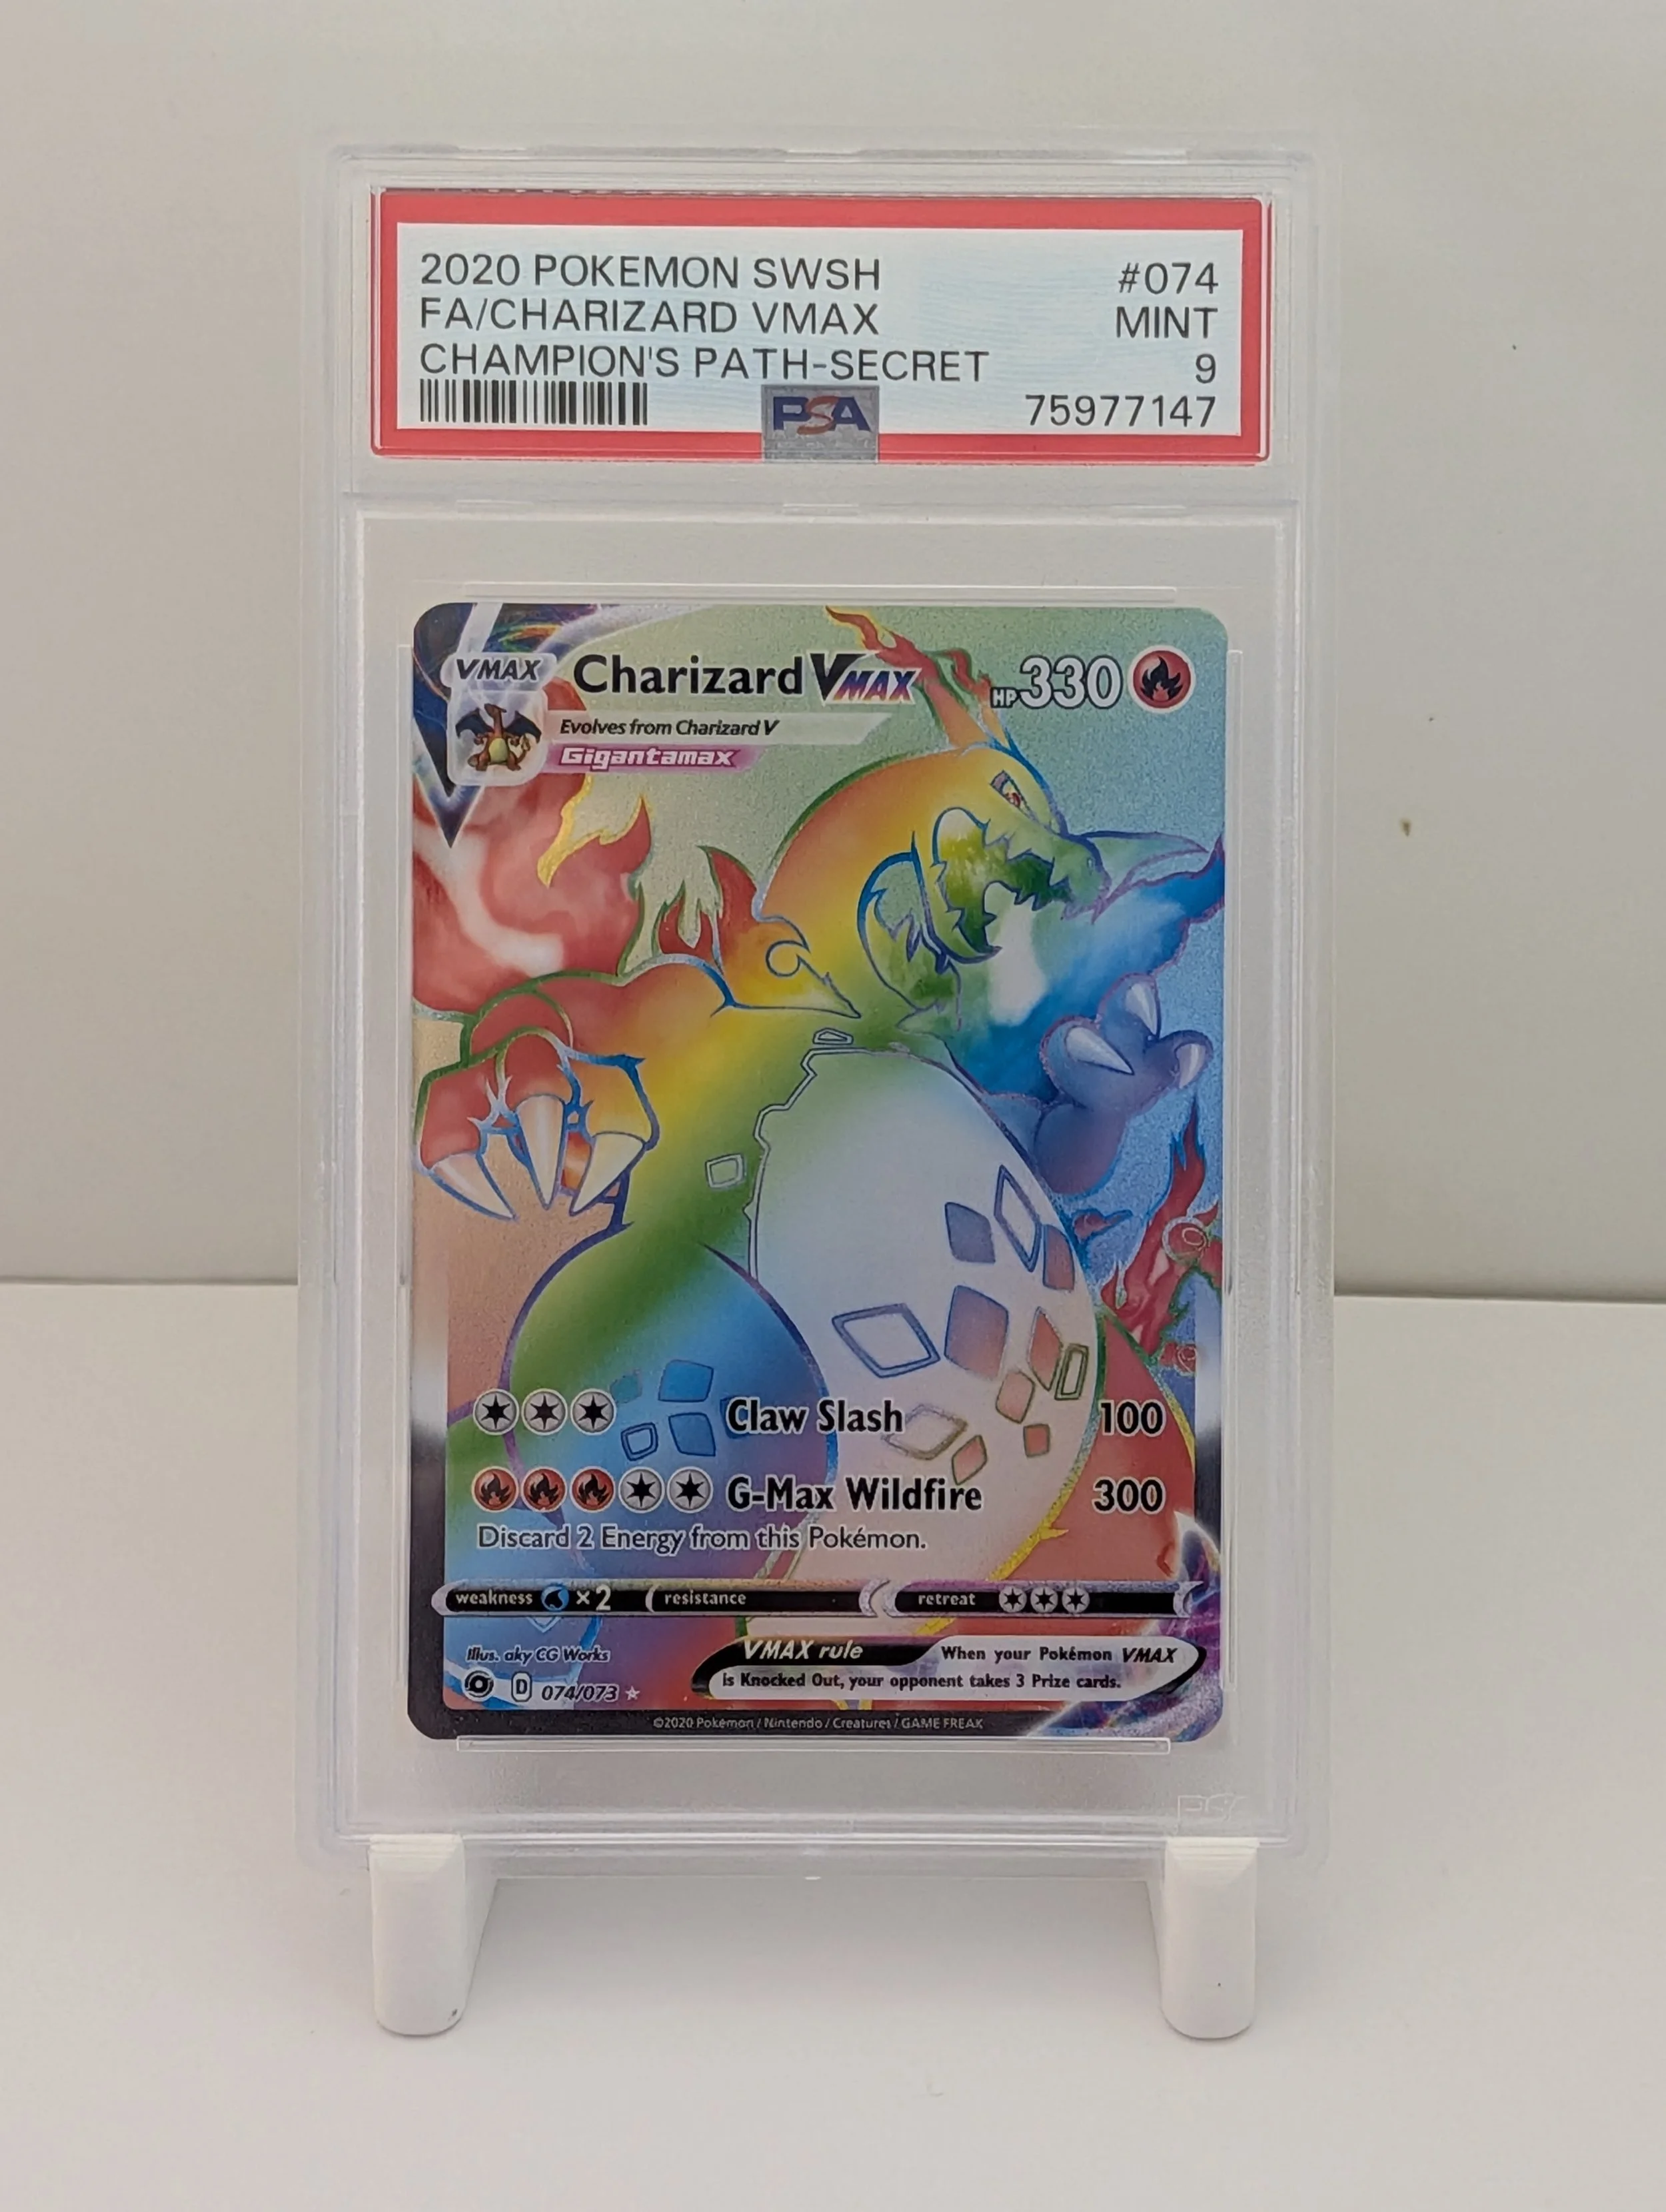 2020 POKEMON SWSH #074
FA/CHARIZARD VMAX MINT
CHAMPION'S PATH-SECRET 9
PSA 75977147
VMAX Charizard VMAX HP 330
Evolves from Charizard V
Gigantamax
Claw Slash 100
G-Max Wildfire 300
Discard 2 Energy from this Pokémon.
weakness ×2 resistance retreat
Illus. aky CG Works
VMAX rule When your Pokémon VMAX
is Knocked Out, your opponent takes 3 Prize cards.
D 074/073
©2020 Pokémon / Nintendo / Creatures / GAME FREAK
PSA